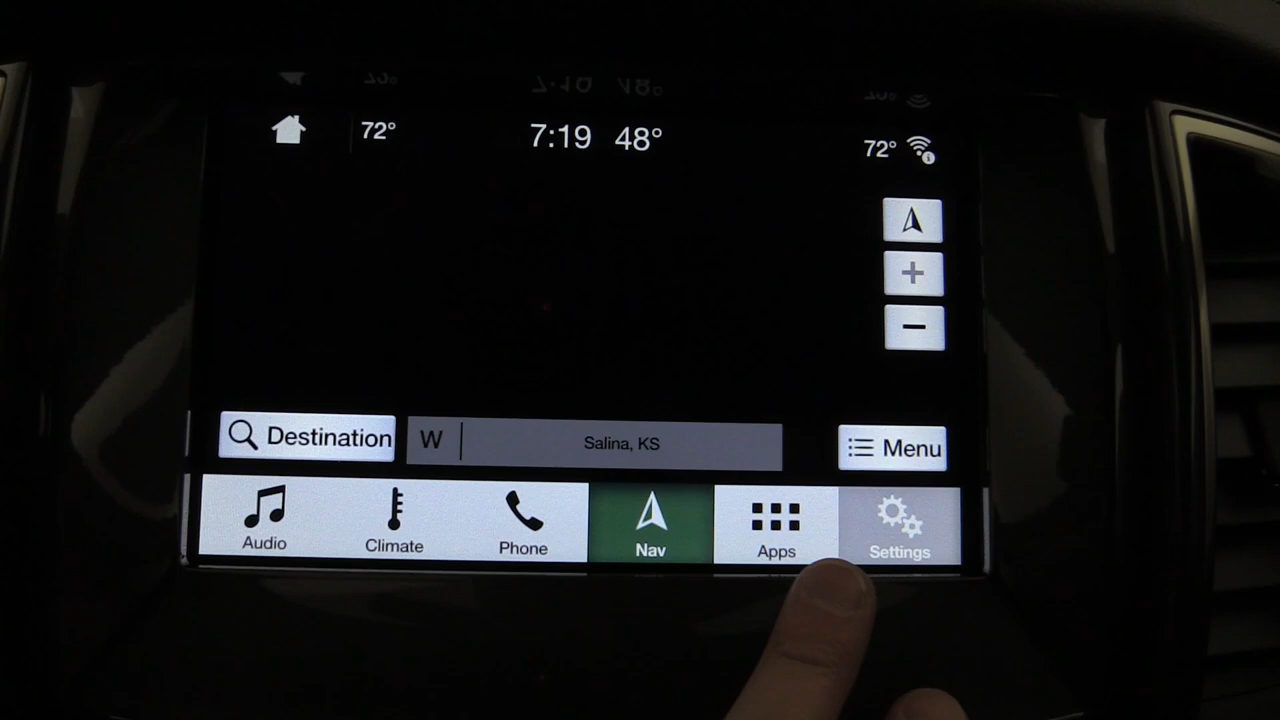 72° 7:19 48° 72°
Destination W Salina, KS Menu
Audio Climate Phone Nav Apps Settings